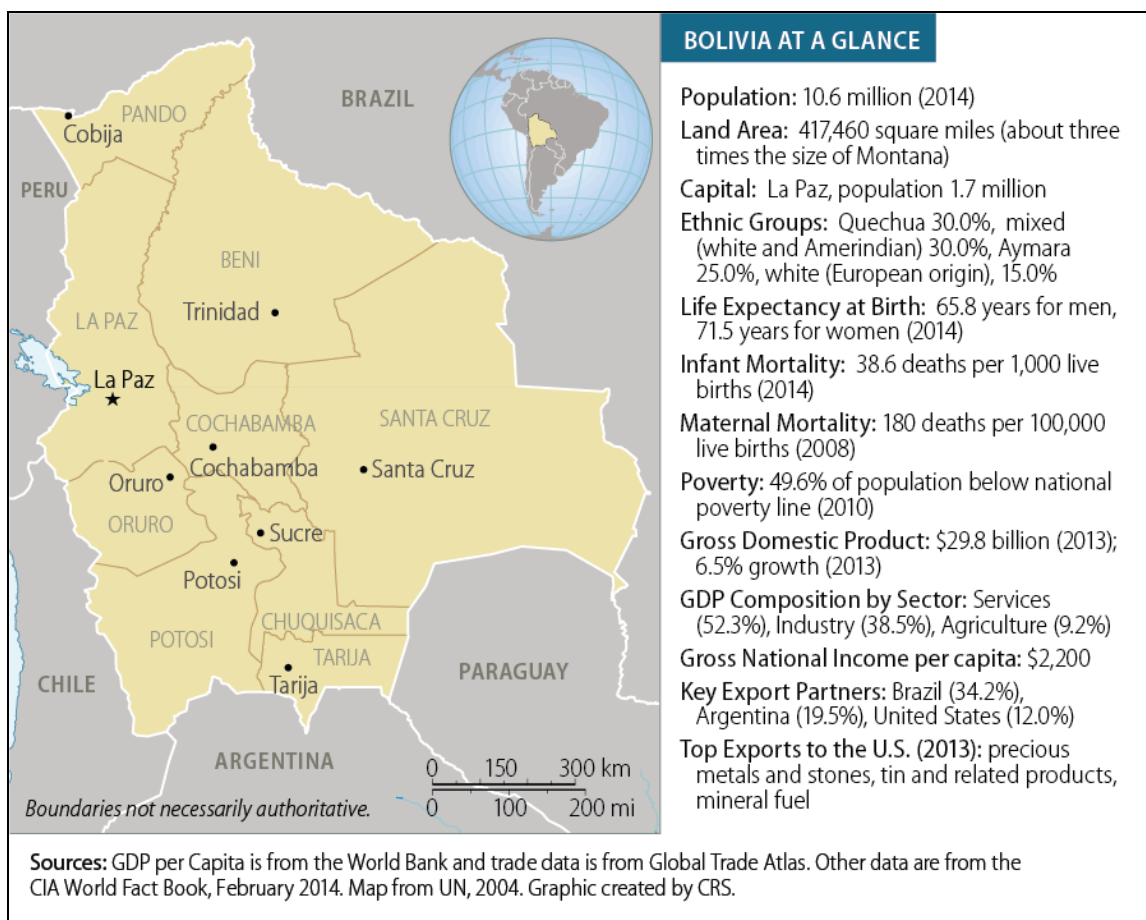 BRAZIL
PANDO
Cobija
PERU
BENI
Trinidad
LA PAZ
La Paz
COCHABAMBA
Cochabamba
SANTA CRUZ
Santa Cruz
Oruro
ORURO
Sucre
Potosi
POTOSI
CHUQUISACA
TARIJA
Tarija
PARAGUAY
CHILE
ARGENTINA
0 150 300 km
0 100 200 mi
Boundaries not necessarily authoritative.
BOLIVIA AT A GLANCE
Population: 10.6 million (2014)
Land Area: 417,460 square miles (about three
times the size of Montana)
Capital: La Paz, population 1.7 million
Ethnic Groups: Quechua 30.0%, mixed
(white and Amerindian) 30.0%, Aymara
25.0%, white (European origin), 15.0%
Life Expectancy at Birth: 65.8 years for men,
71.5 years for women (2014)
Infant Mortality: 38.6 deaths per 1,000 live
births (2014)
Maternal Mortality: 180 deaths per 100,000
live births (2008)
Poverty: 49.6% of population below national
poverty line (2010)
Gross Domestic Product: $29.8 billion (2013);
6.5% growth (2013)
GDP Composition by Sector: Services
(52.3%), Industry (38.5%), Agriculture (9.2%)
Gross National Income per capita: $2,200
Key Export Partners: Brazil (34.2%),
Argentina (19.5%), United States (12.0%)
Top Exports to the U.S. (2013): precious
metals and stones, tin and related products,
mineral fuel
Sources: GDP per Capita is from the World Bank and trade data is from Global Trade Atlas. Other data are from the
CIA World Fact Book, February 2014. Map from UN, 2004. Graphic created by CRS.